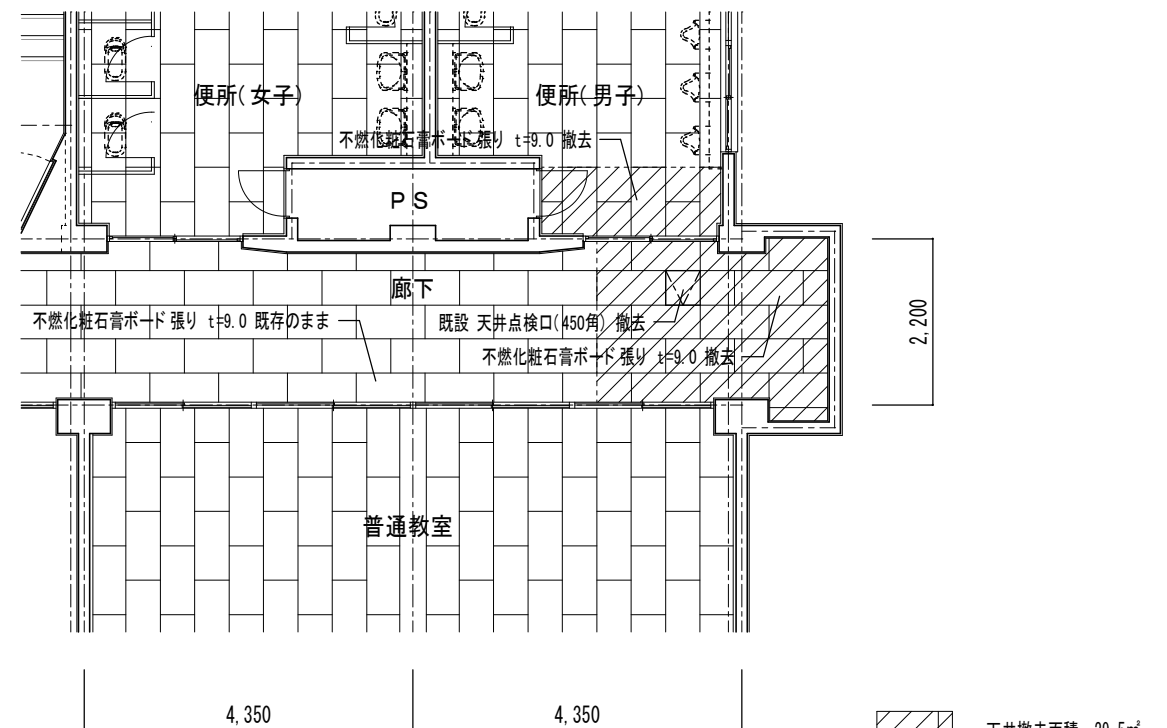 便所(女子)
便所(男子)
不燃化粧石膏ボード張り t=9.0 撤去
PS
廊下
不燃化粧石膏ボード張り t=9.0 既存のまま
既設 天井点検口(450角) 撤去
不燃化粧石膏ボード張り t=9.0 撤去
2,200
普通教室
4,350
4,350